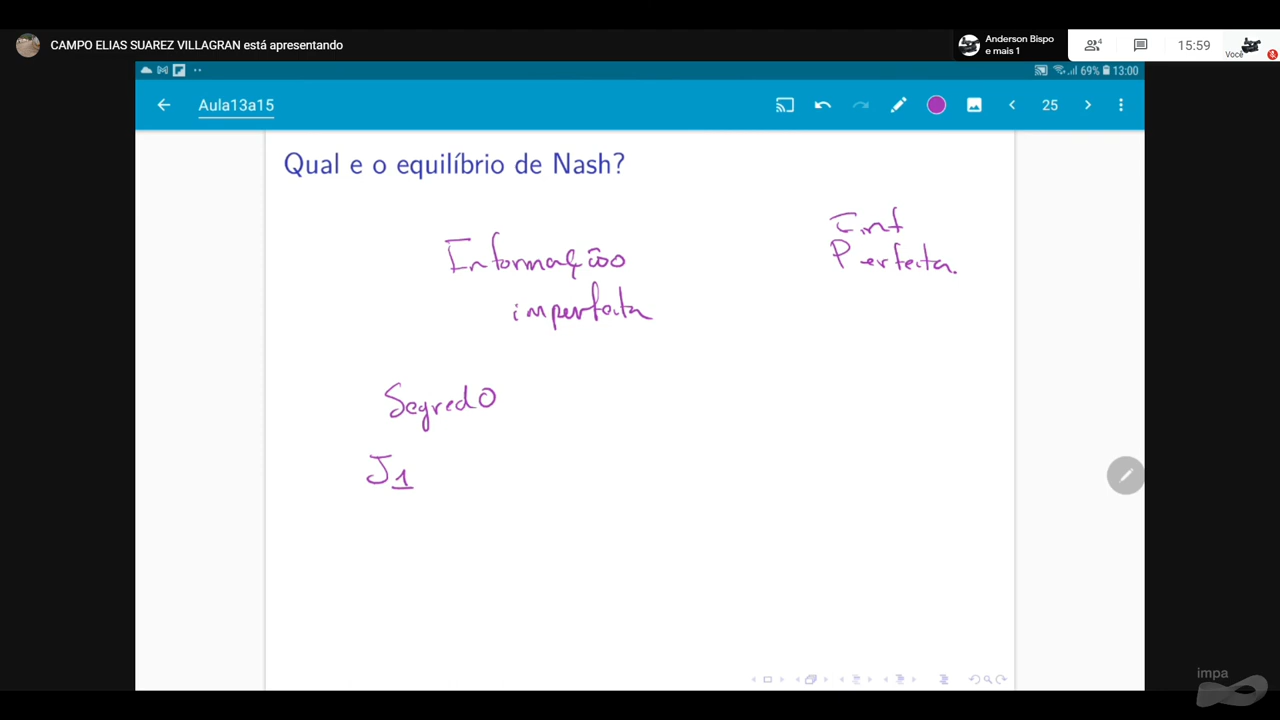 CAMPO ELIAS SUAREZ VILLAGRAN está apresentando
Anderson Bispo
e mais 1
4
15:59
Você
69% 13:00
Aula13a15
25
Qual e o equilíbrio de Nash?
Informação
imperfeita
Inf
Perfeita.
Segredo
J1
impa